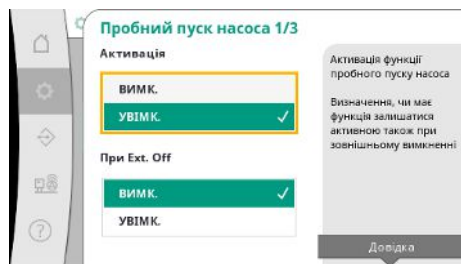 Пробний пуск насоса 1/3
Активація
ВИМК.
УВІМК.
При Ext. Off
ВИМК.
УВІМК.
Активація функції
пробного пуску насоса
Визначення, чи має
функція залишатися
активною також при
зовнішньому вимкненні
Довідка